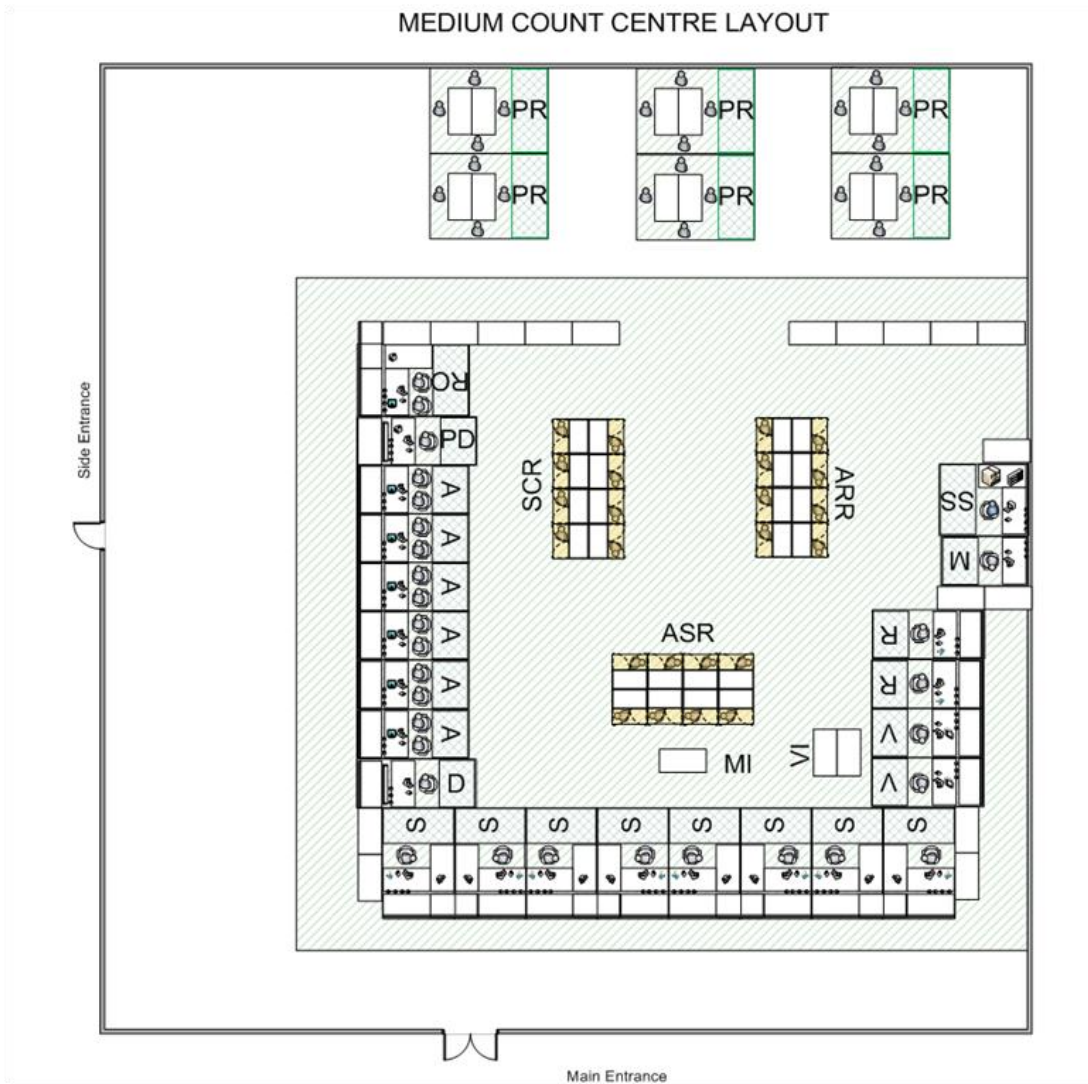 MEDIUM COUNT CENTRE LAYOUT
PR PR PR
PR PR PR
Side Entrance
RO
PD
SCR
ARR
A
SS
A
M
A
ASR
R
A
R
A
V
A
MI
VI
V
D
S S S S S S S S
Main Entrance